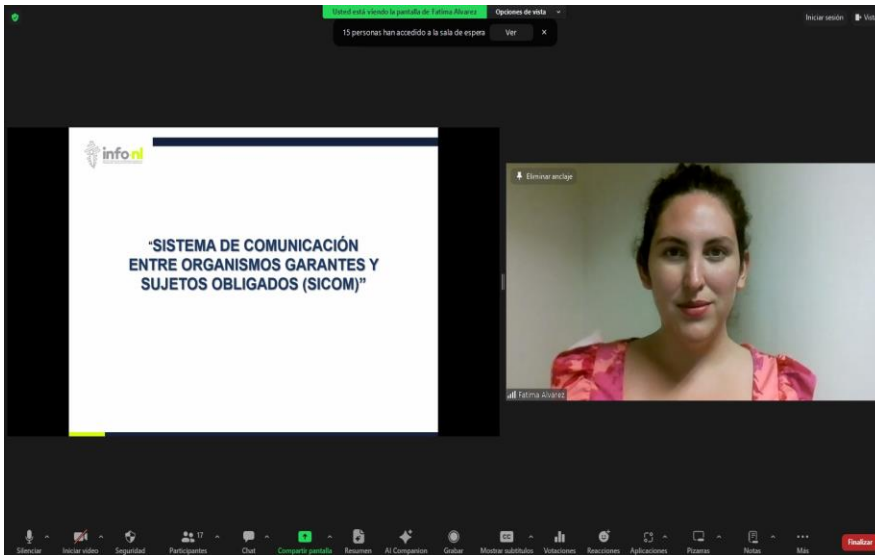 Usted está viendo la pantalla de Fatima Alvarez
Opciones de vista
Iniciar sesión
Vist
15 personas han accedido a la sala de espera
Ver
info nl
"SISTEMA DE COMUNICACIÓN
ENTRE ORGANISMOS GARANTES Y
SUJETOS OBLIGADOS (SICOM)"
Eliminar anclaje
Fatima Alvarez
Silenciar
Iniciar video
Seguridad
17
Participantes
Chat
Compartir pantalla
Resumen
AI Companion
Grabar
CC
Mostrar subtítulos
Votaciones
Reacciones
Aplicaciones
Pizarras
Notas
Más
Finalizar